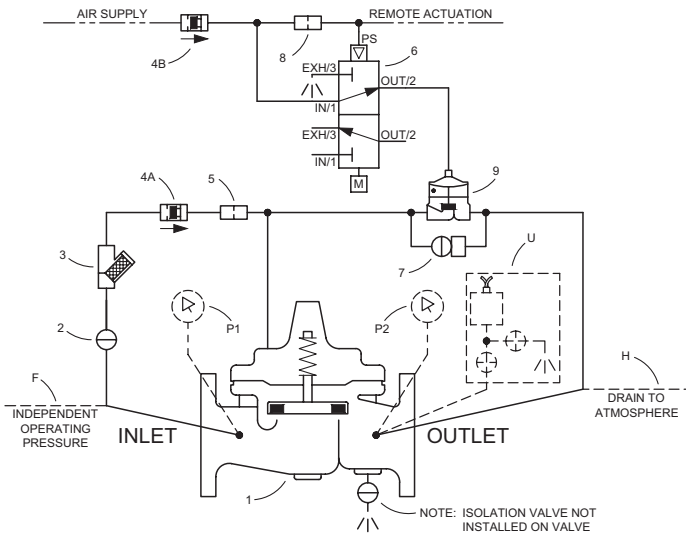 AIR SUPPLY
REMOTE ACTUATION
4B
8
PS
6
EXH/3
OUT/2
IN/1
EXH/3
OUT/2
IN/1
M
4A
5
9
3
7
U
P1
P2
2
F
H
INDEPENDENT
OPERATING
PRESSURE
INLET
OUTLET
DRAIN TO
ATMOSPHERE
1
NOTE: ISOLATION VALVE NOT
INSTALLED ON VALVE